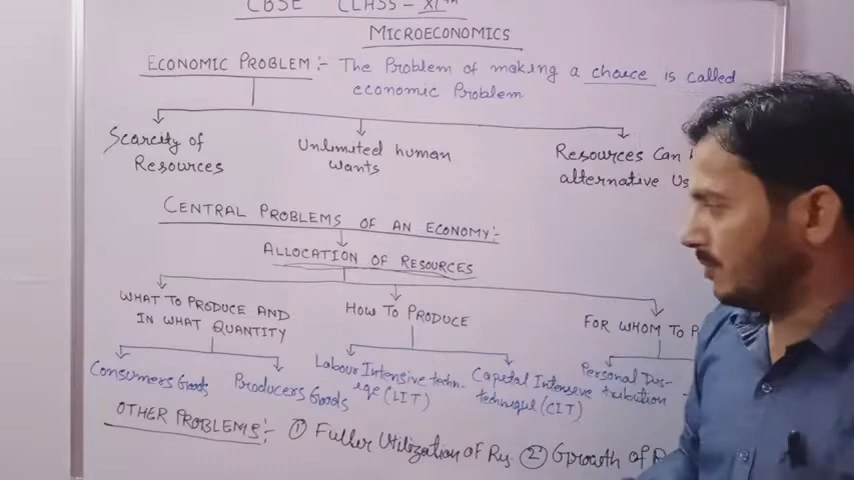 CBSE CLASS - XIth
MICROECONOMICS
ECONOMIC PROBLEM :- The Problem of making a choice is called
economic Problem
Scarcity of
Resources
Unlimited human
wants
Resources Can
alternative Us
CENTRAL PROBLEMS OF AN ECONOMY:-
ALLOCATION OF RESOURCES
WHAT TO PRODUCE AND
IN WHAT QUANTITY
HOW TO PRODUCE
FOR WHOM TO P
Consumers Goods
Producers Goods
Labour Intensive techn-
ique (LIT)
Capital Intensive
technique (CIT)
Personal Dis-
tribution
OTHER PROBLEMS:- ① Fuller Utilization of Rs. ② Growth of R